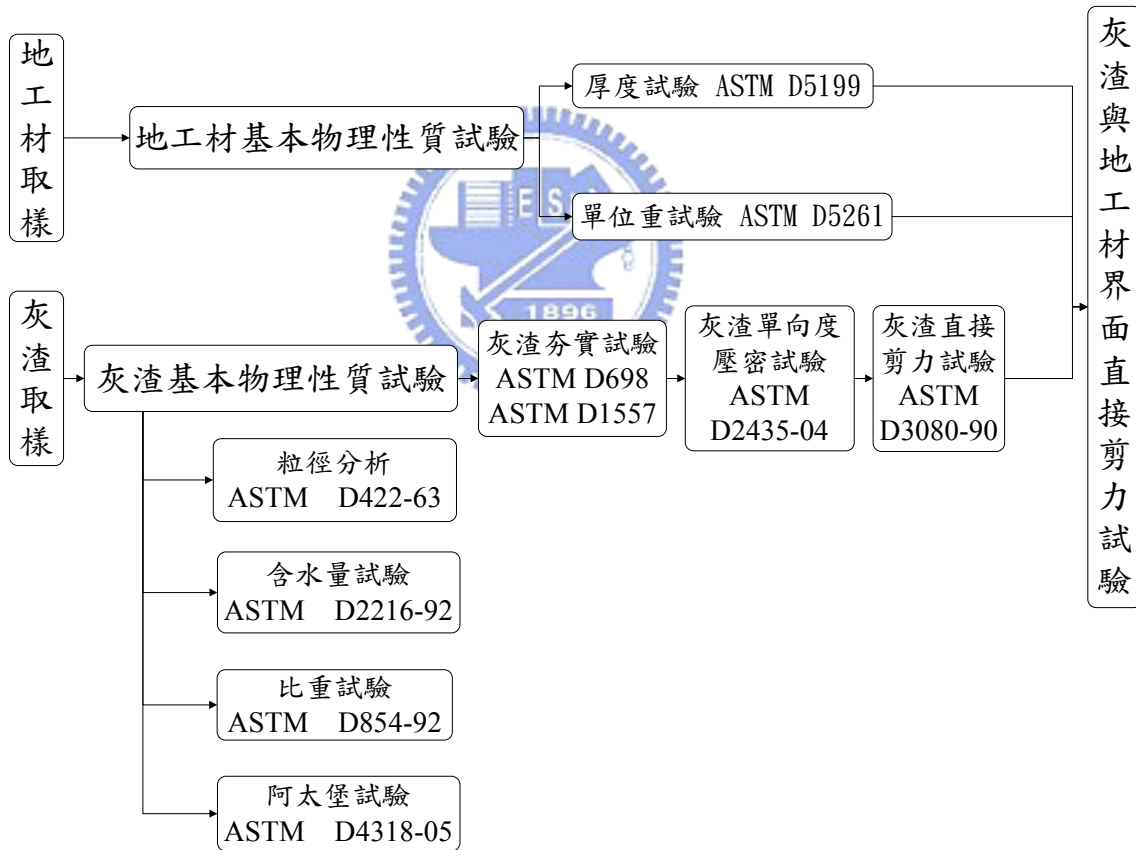 地工材取樣
地工材基本物理性質試驗
厚度試驗 ASTM D5199
單位重試驗 ASTM D5261
灰渣取樣
灰渣基本物理性質試驗
灰渣夯實試驗
ASTM D698
ASTM D1557
灰渣單向度
壓密試驗
ASTM
D2435-04
灰渣直接
剪力試驗
ASTM
D3080-90
粒徑分析
ASTM D422-63
含水量試驗
ASTM D2216-92
比重試驗
ASTM D854-92
阿太堡試驗
ASTM D4318-05
灰渣與地工材界面直接剪力試驗
1896